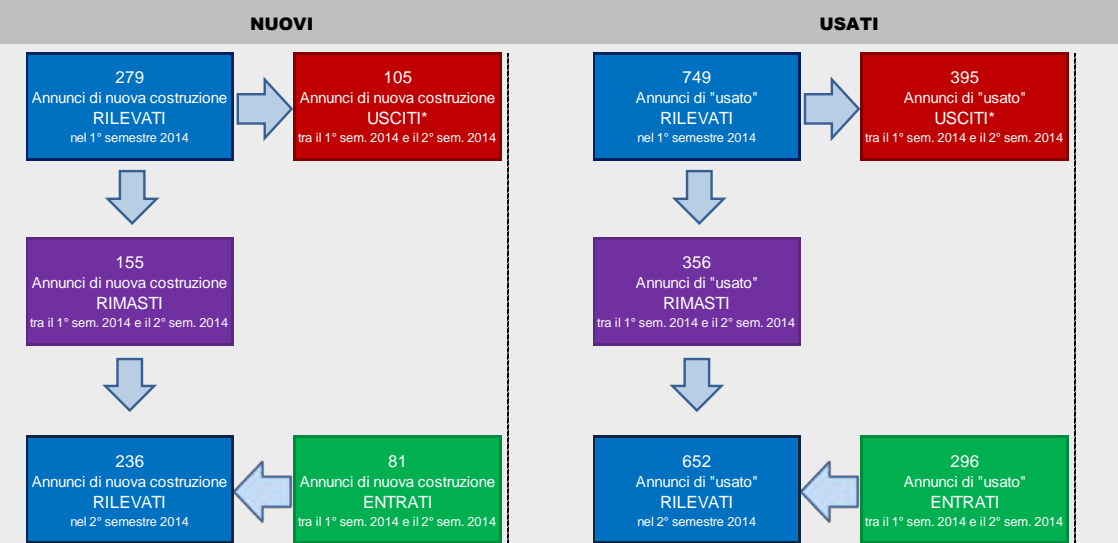 NUOVI
USATI
279
Annunci di nuova costruzione
RILEVATI
nel 1° semestre 2014
105
Annunci di nuova costruzione
USCITI*
tra il 1° sem. 2014 e il 2° sem. 2014
749
Annunci di "usato"
RILEVATI
nel 1° semestre 2014
395
Annunci di "usato"
USCITI*
tra il 1° sem. 2014 e il 2° sem. 2014
155
Annunci di nuova costruzione
RIMASTI
tra il 1° sem. 2014 e il 2° sem. 2014
356
Annunci di "usato"
RIMASTI
tra il 1° sem. 2014 e il 2° sem. 2014
236
Annunci di nuova costruzione
RILEVATI
nel 2° semestre 2014
81
Annunci di nuova costruzione
ENTRATI
tra il 1° sem. 2014 e il 2° sem. 2014
652
Annunci di "usato"
RILEVATI
nel 2° semestre 2014
296
Annunci di "usato"
ENTRATI
tra il 1° sem. 2014 e il 2° sem. 2014